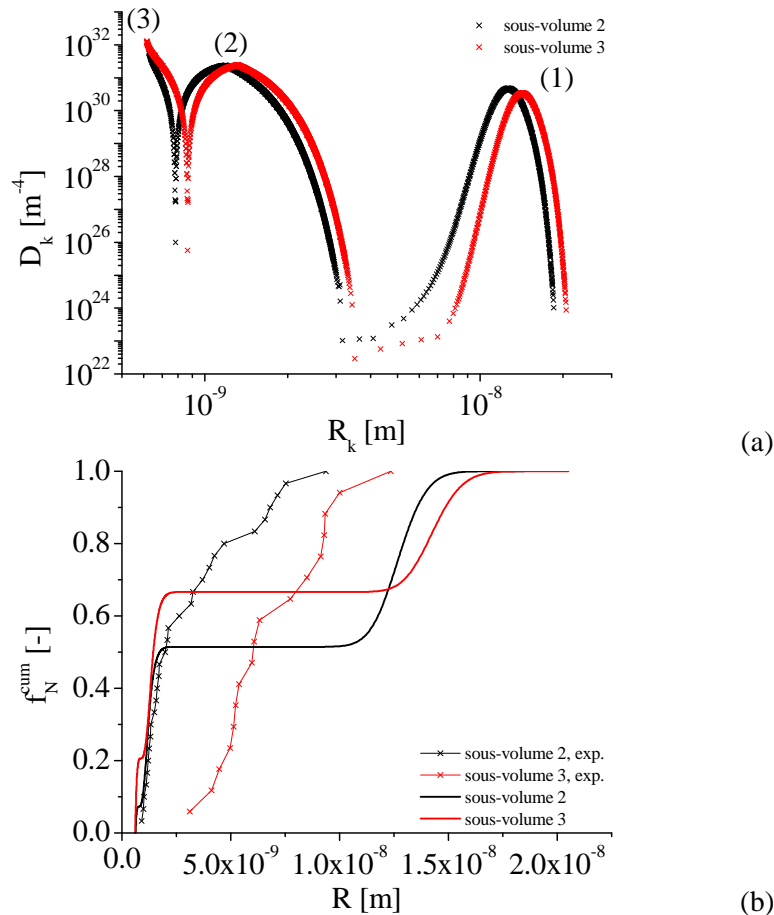 (3)
(2)
(1)
× sous-volume 2
× sous-volume 3
10^32
10^30
10^28
10^26
10^24
10^22
D_k [m^-4]
10^-9
10^-8
R_k [m]
(a)
1.0
0.8
0.6
0.4
0.2
0.0
f_N^cum [-]
sous-volume 2, exp.
sous-volume 3, exp.
sous-volume 2
sous-volume 3
0.0
5.0x10^-9
1.0x10^-8
1.5x10^-8
2.0x10^-8
R [m]
(b)